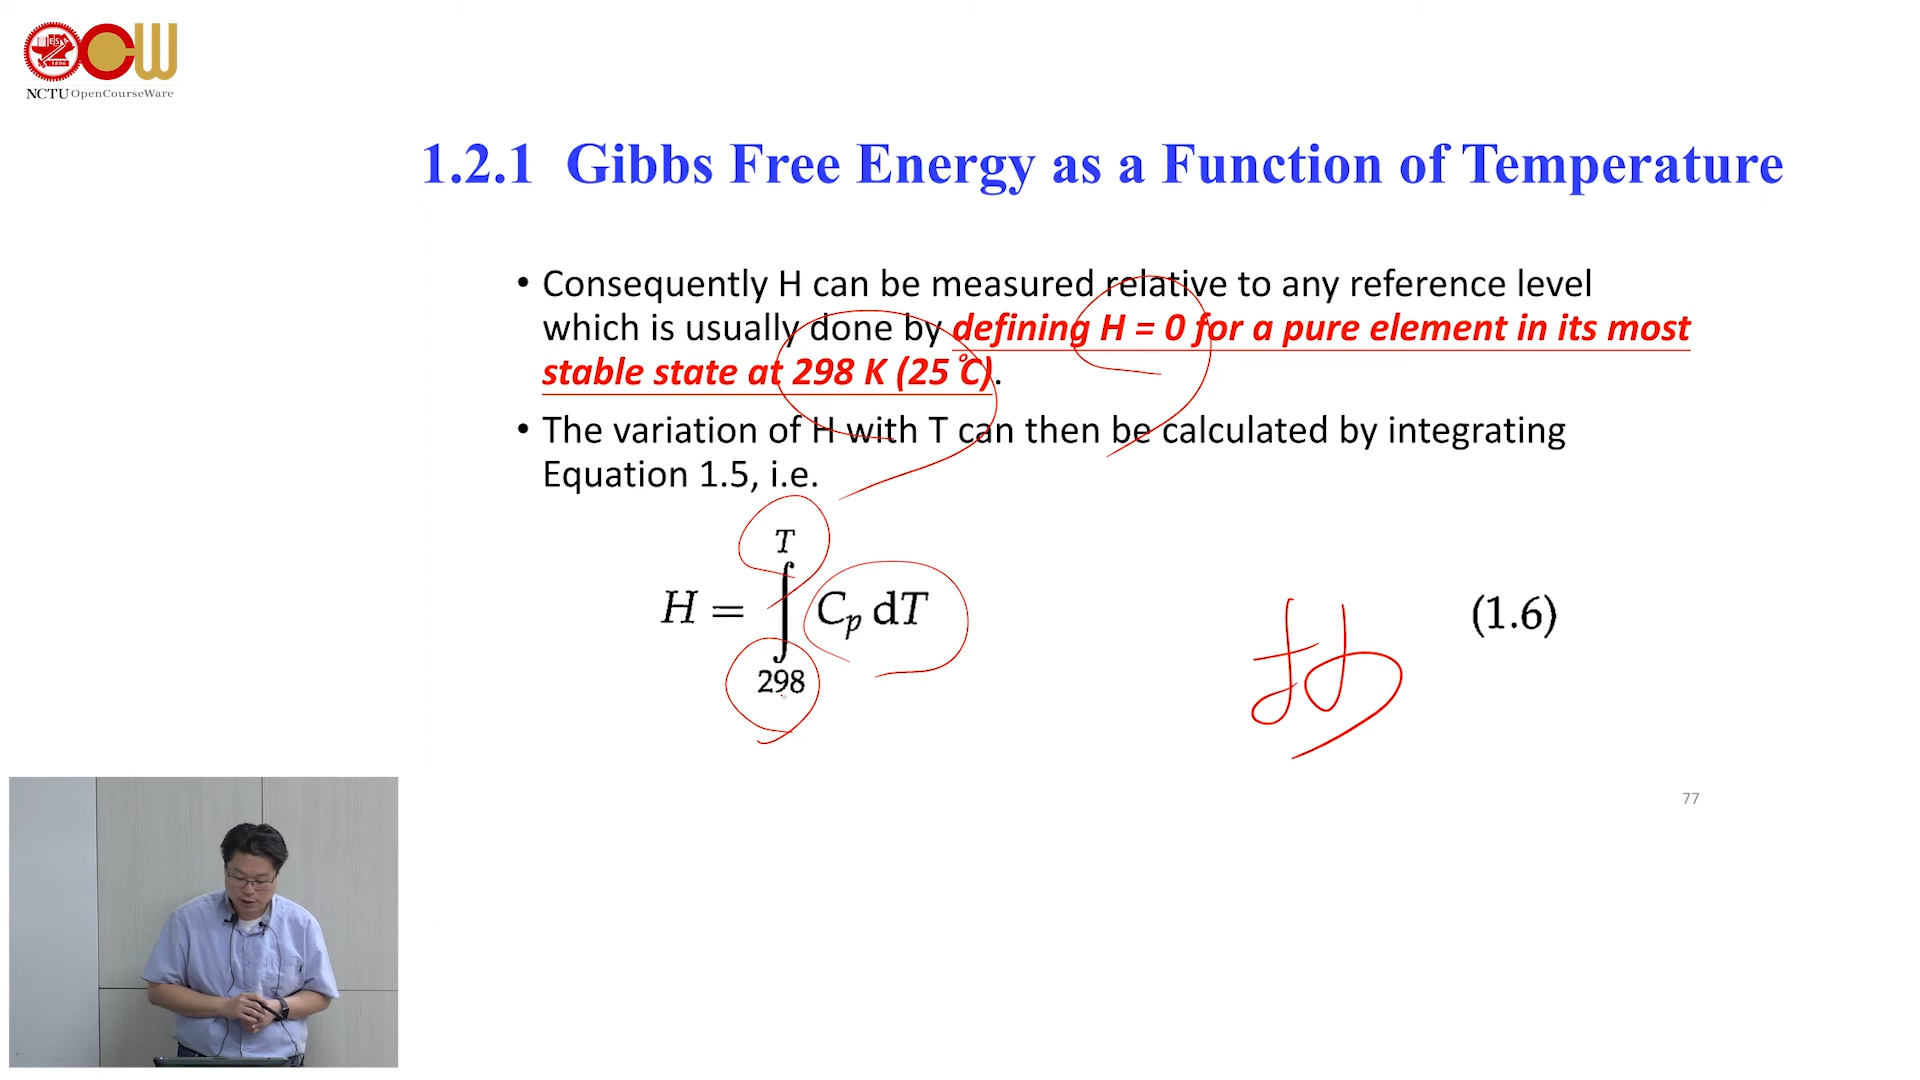 NCTU OpenCourseWare
1.2.1 Gibbs Free Energy as a Function of Temperature
• Consequently H can be measured relative to any reference level
which is usually done by defining H = 0 for a pure element in its most
stable state at 298 K (25℃).
• The variation of H with T can then be calculated by integrating
Equation 1.5, i.e.
T
H = ∫ Cp dT (1.6)
298
77